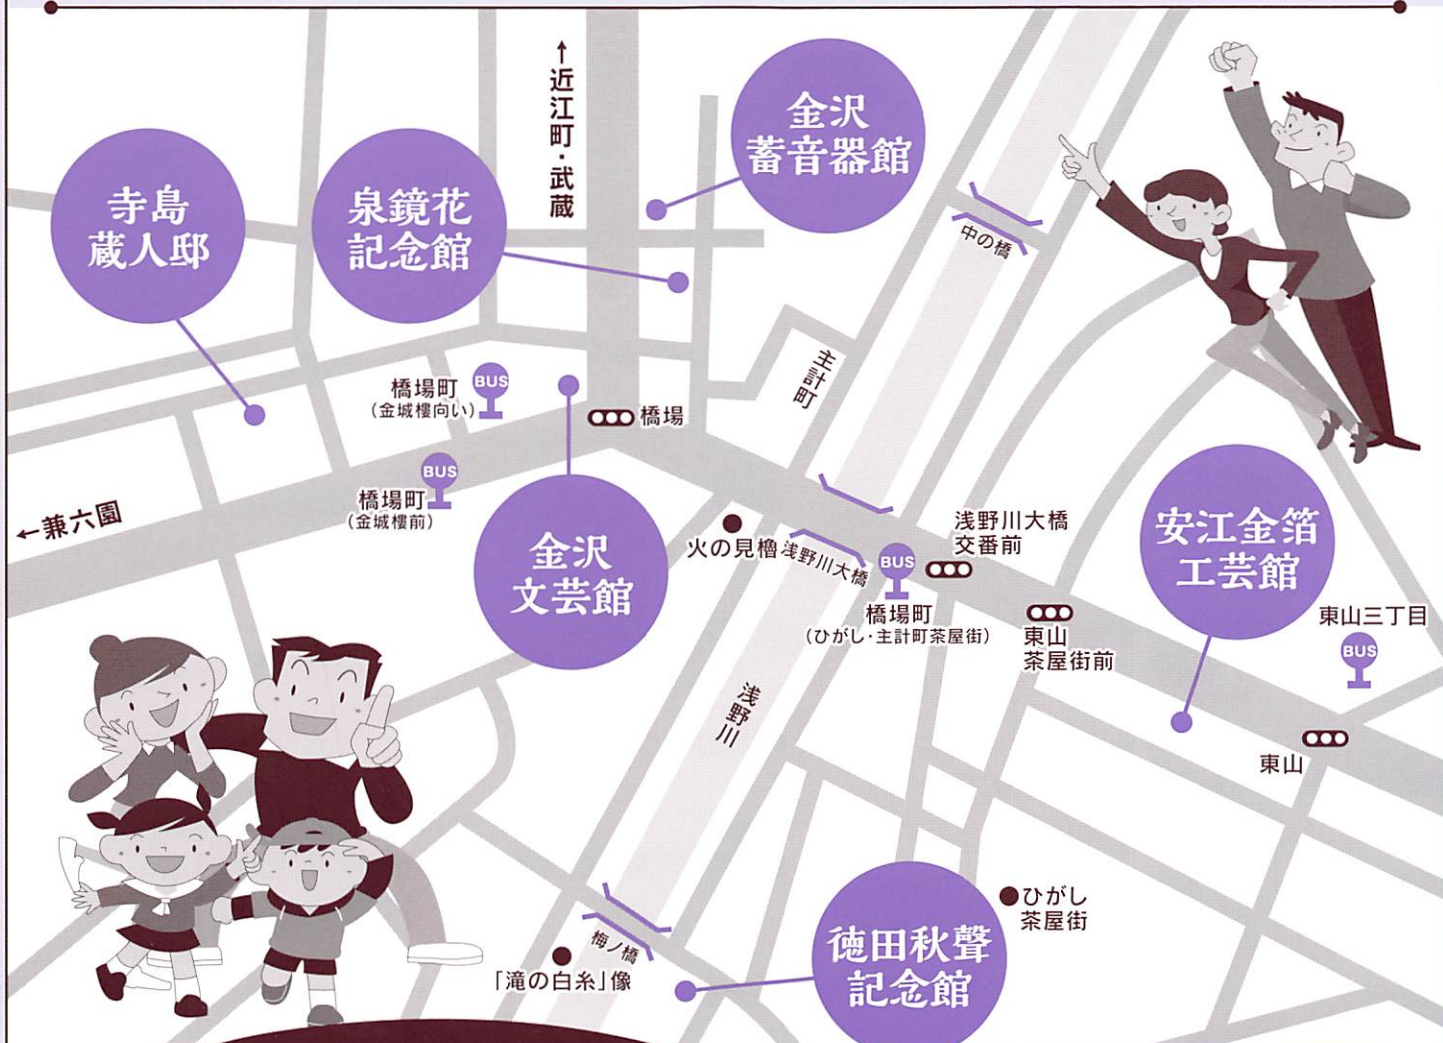 ←近江町・武蔵
金沢
蓄音器館
寺島
蔵人邸
泉鏡花
記念館
中の橋
主計町
橋場町
(金城樓向い)
BUS
橋場
BUS
橋場町
(金城樓前)
←兼六園
金沢
文芸館
火の見櫓
浅野川大橋
BUS
橋場町
(ひがし・主計町茶屋街)
浅野川大橋
交番前
東山
茶屋街前
安江金箔
工芸館
東山三丁目
BUS
東山
浅野川
ひがし
茶屋街
梅ノ橋
「滝の白糸」像
徳田秋聲
記念館